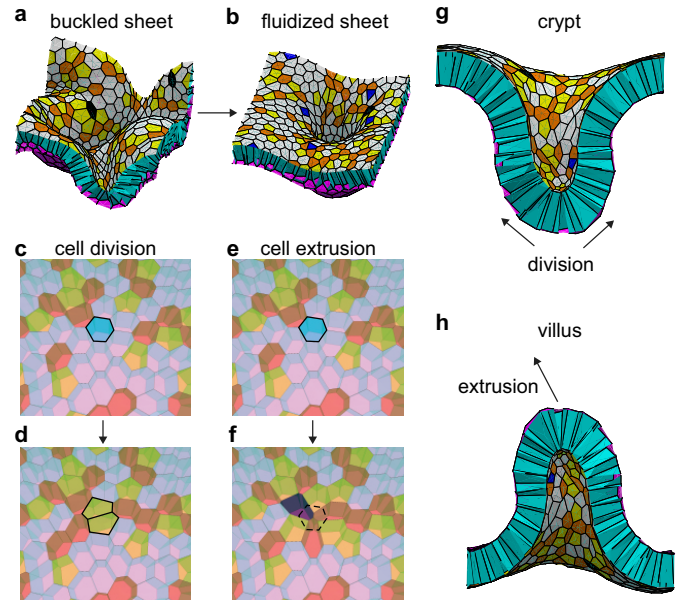 a buckled sheet
b fluidized sheet
g crypt
division
c cell division
e cell extrusion
d
f
h villus
extrusion